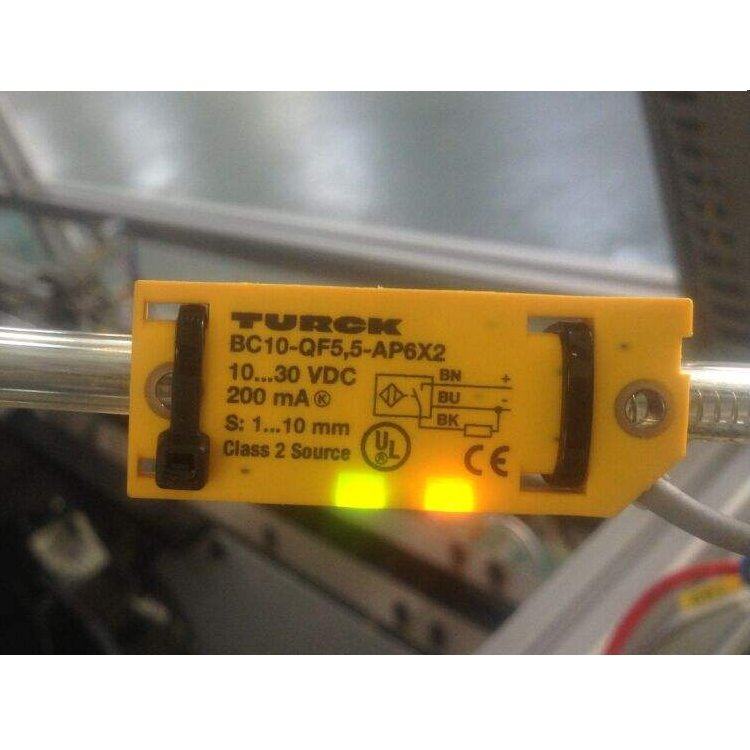 TURCK
BC10-QF5,5-AP6X2
10...30 VDC
200 mA Ⓚ
S: 1...10 mm
Class 2 Source
BN +
BU -
BK
UL
®
CE